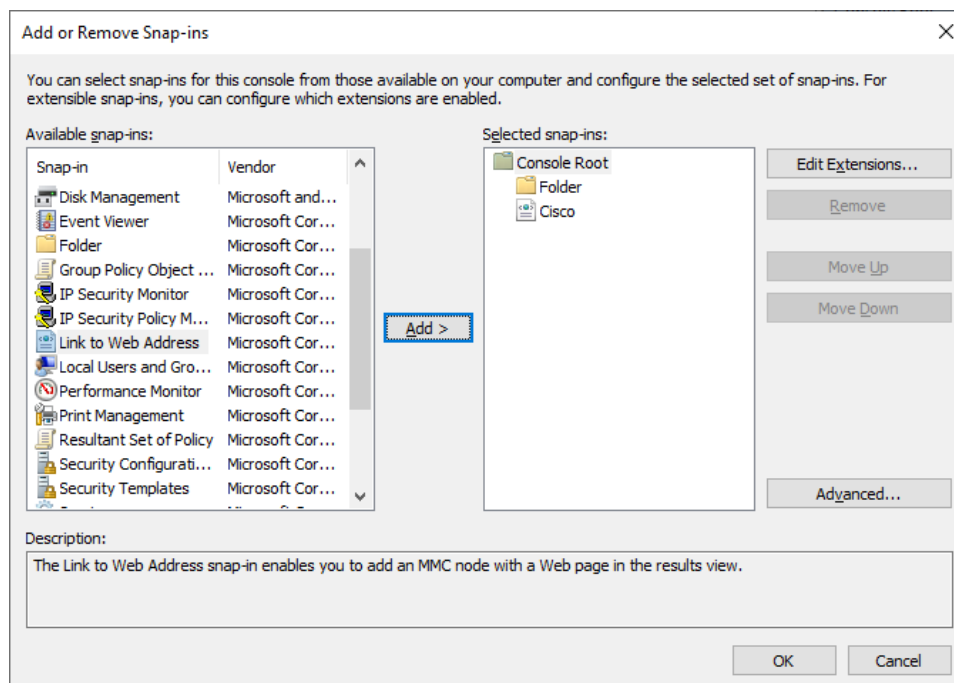 Add or Remove Snap-ins
You can select snap-ins for this console from those available on your computer and configure the selected set of snap-ins. For
extensible snap-ins, you can configure which extensions are enabled.
Available snap-ins:
Selected snap-ins:
Snap-in Vendor
Disk Management Microsoft and...
Event Viewer Microsoft Cor...
Folder Microsoft Cor...
Group Policy Object ... Microsoft Cor...
IP Security Monitor Microsoft Cor...
IP Security Policy M... Microsoft Cor...
Link to Web Address Microsoft Cor...
Local Users and Gro... Microsoft Cor...
Performance Monitor Microsoft Cor...
Print Management Microsoft Cor...
Resultant Set of Policy Microsoft Cor...
Security Configurati... Microsoft Cor...
Security Templates Microsoft Cor...
Add >
Console Root
Folder
Cisco
Edit Extensions...
Remove
Move Up
Move Down
Advanced...
Description:
The Link to Web Address snap-in enables you to add an MMC node with a Web page in the results view.
OK
Cancel